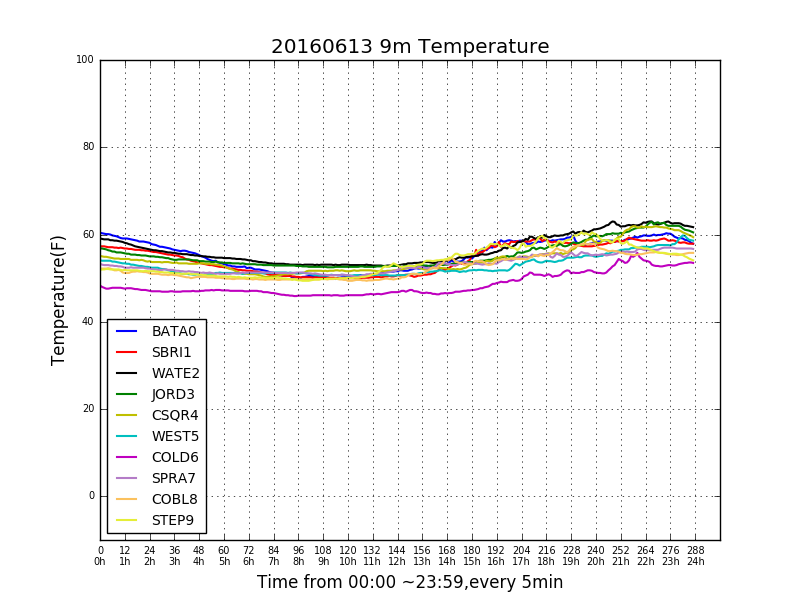 20160613 9m Temperature
Temperature(F)
100
80
60
40
20
0
BATA0
SBRI1
WATE2
JORD3
CSQR4
WEST5
COLD6
SPRA7
COBL8
STEP9
0 12 24 36 48 60 72 84 96 108 120 132 144 156 168 180 192 204 216 228 240 252 264 276 288
0h 1h 2h 3h 4h 5h 6h 7h 8h 9h 10h 11h 12h 13h 14h 15h 16h 17h 18h 19h 20h 21h 22h 23h 24h
Time from 00:00 ~23:59,every 5min